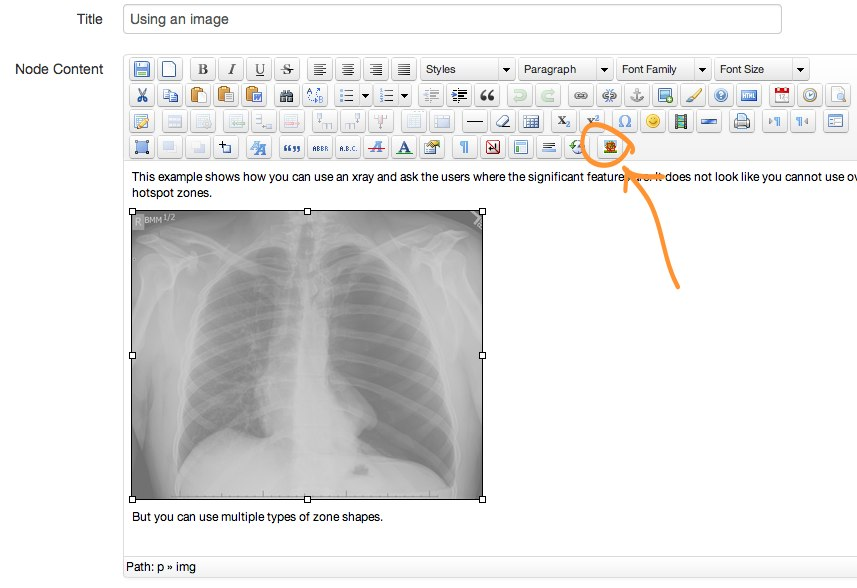 Title
Using an image
Node Content
B I U S Styles Paragraph Font Family Font Size
HTML
X₂ x² Ω
ABBR A.B.C. A A
This example shows how you can use an xray and ask the users where the significant feature does not look like you cannot use
hotspot zones.
R BMM 1/2
But you can use multiple types of zone shapes.
Path: p » img